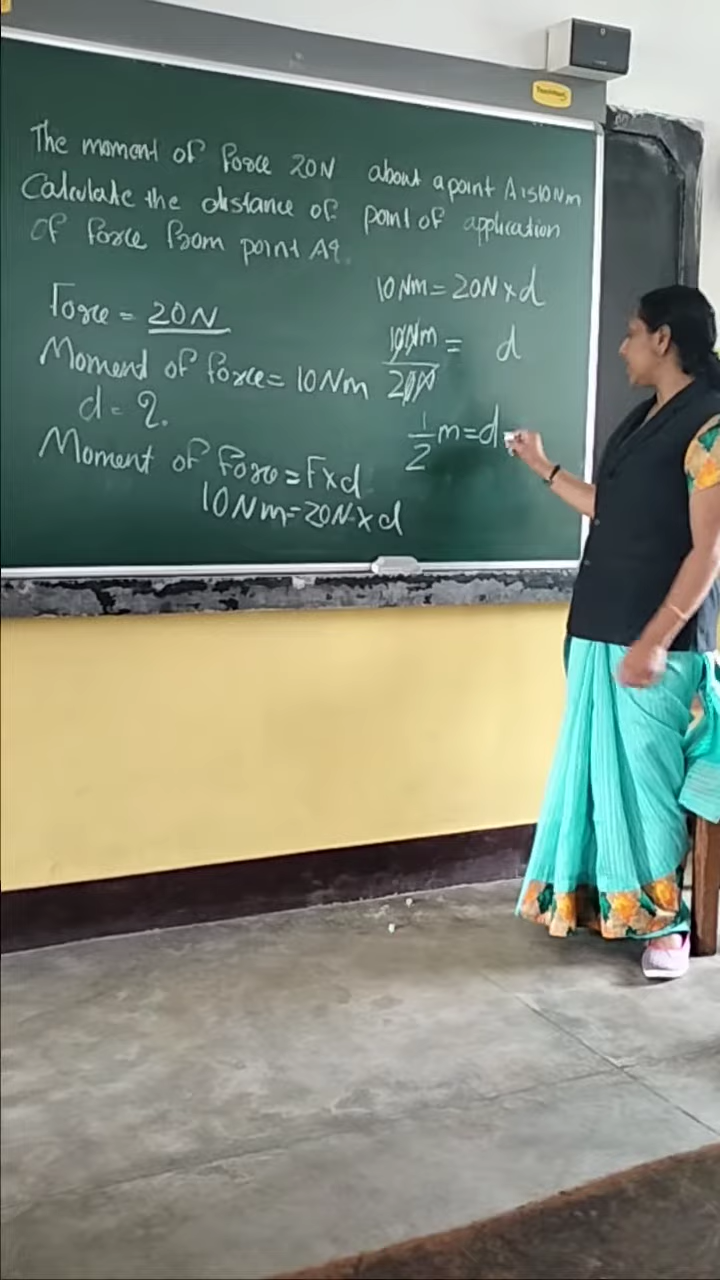 The moment of force 20N about a point A is 10Nm
Calculate the distance of point of application
of force from point A?
Force = 20N
Moment of force = 10Nm
d = ?
Moment of Force = F x d
10Nm = 20N x d
10Nm = 20N x d
10Nm/20N = d
1/2 m = d =